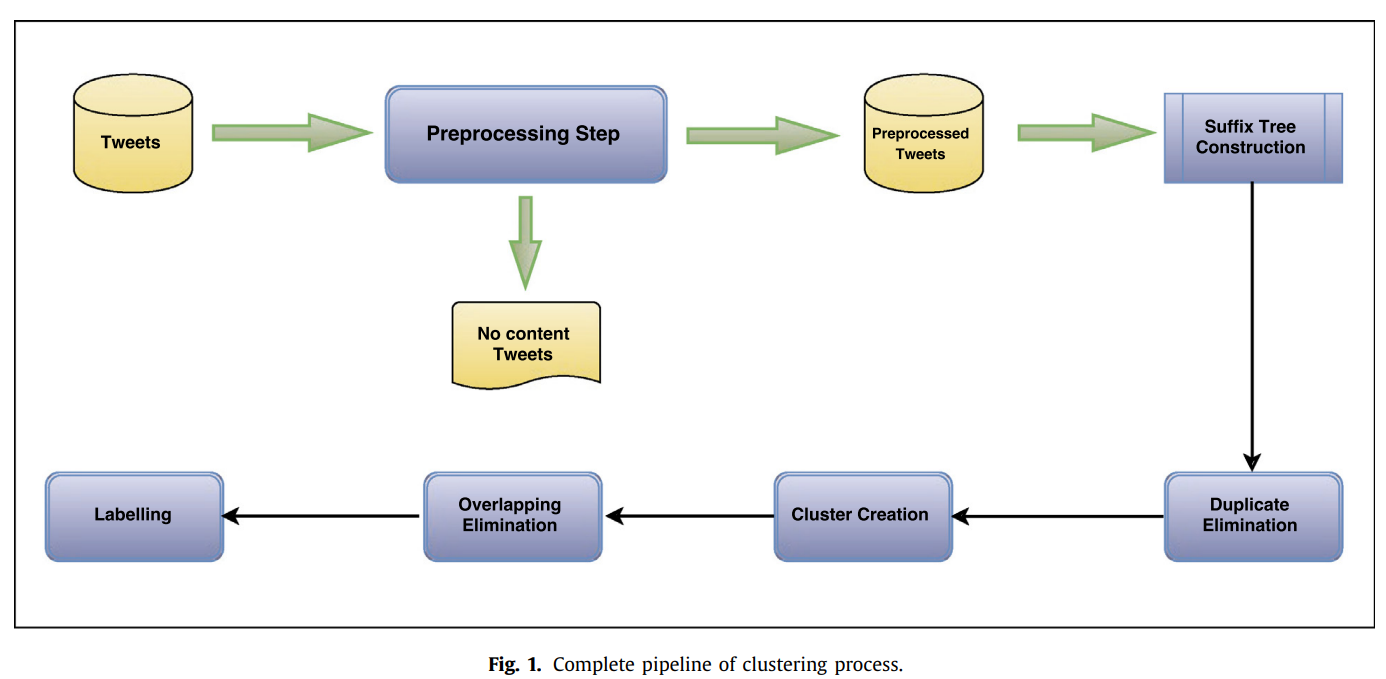 Tweets
Preprocessing Step
Preprocessed
Tweets
Suffix Tree
Construction
No content
Tweets
Labelling
Overlapping
Elimination
Cluster Creation
Duplicate
Elimination
Fig. 1. Complete pipeline of clustering process.